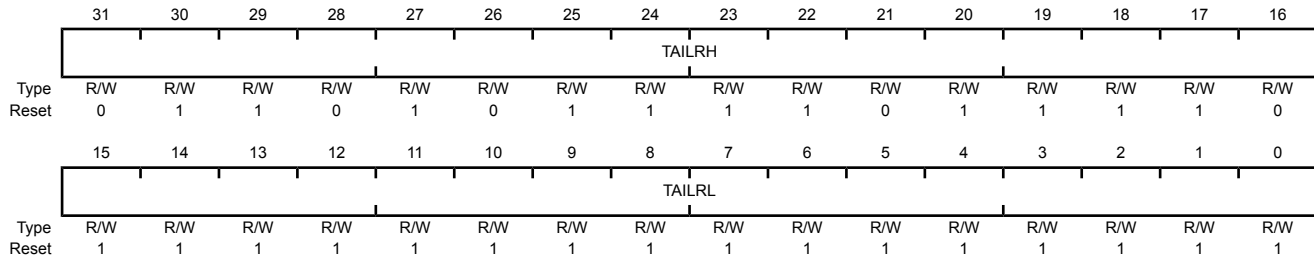 31 30 29 28 27 26 25 24 23 22 21 20 19 18 17 16
TAILRH
Type R/W R/W R/W R/W R/W R/W R/W R/W R/W R/W R/W R/W R/W R/W R/W R/W
Reset 0 1 1 0 1 0 1 1 1 1 0 1 1 1 1 0
15 14 13 12 11 10 9 8 7 6 5 4 3 2 1 0
TAILRL
Type R/W R/W R/W R/W R/W R/W R/W R/W R/W R/W R/W R/W R/W R/W R/W R/W
Reset 1 1 1 1 1 1 1 1 1 1 1 1 1 1 1 1